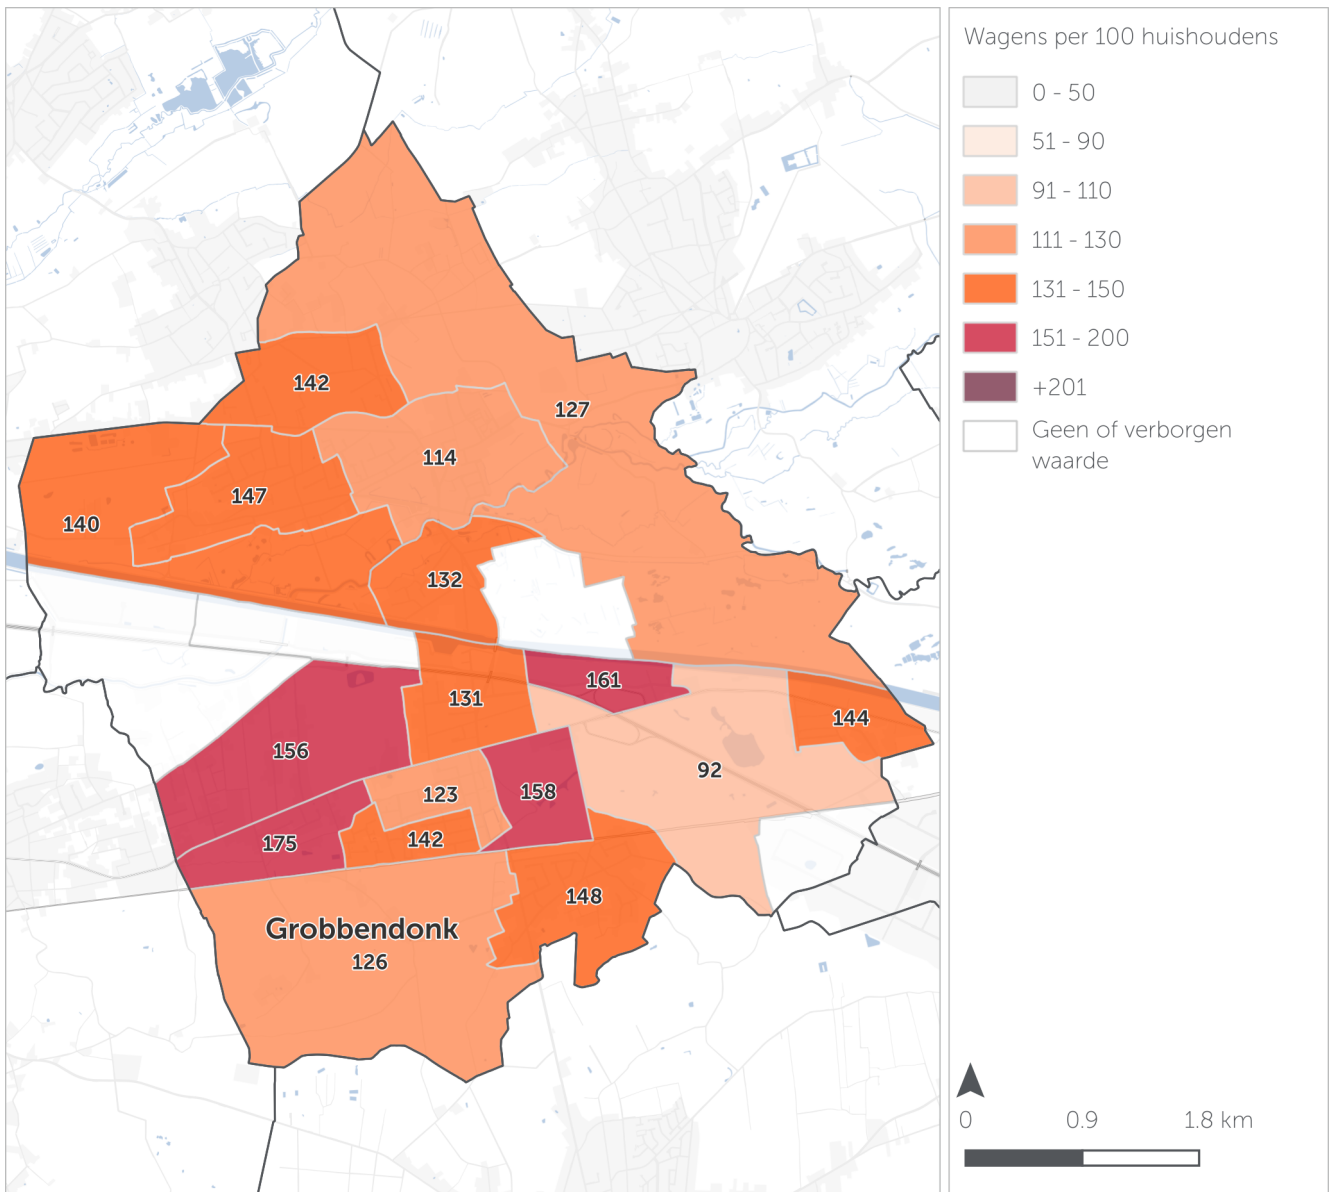 Wagens per 100 huishoudens
0 - 50
51 - 90
91 - 110
111 - 130
131 - 150
151 - 200
+201
Geen of verborgen
waarde
142
127
114
147
140
132
161
131
144
156
92
158
123
142
175
148
Grobbendonk
126
0 0.9 1.8 km